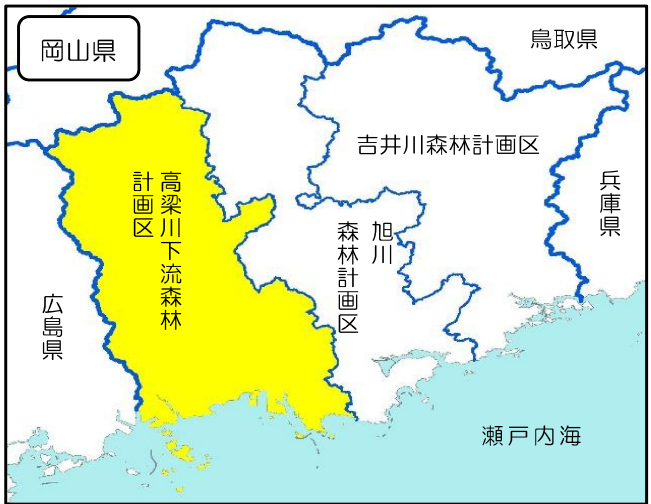 岡山県
鳥取県
吉井川森林計画区
兵庫県
高梁川下流森林
計画区
旭川
森林計画区
広島県
瀬戸内海